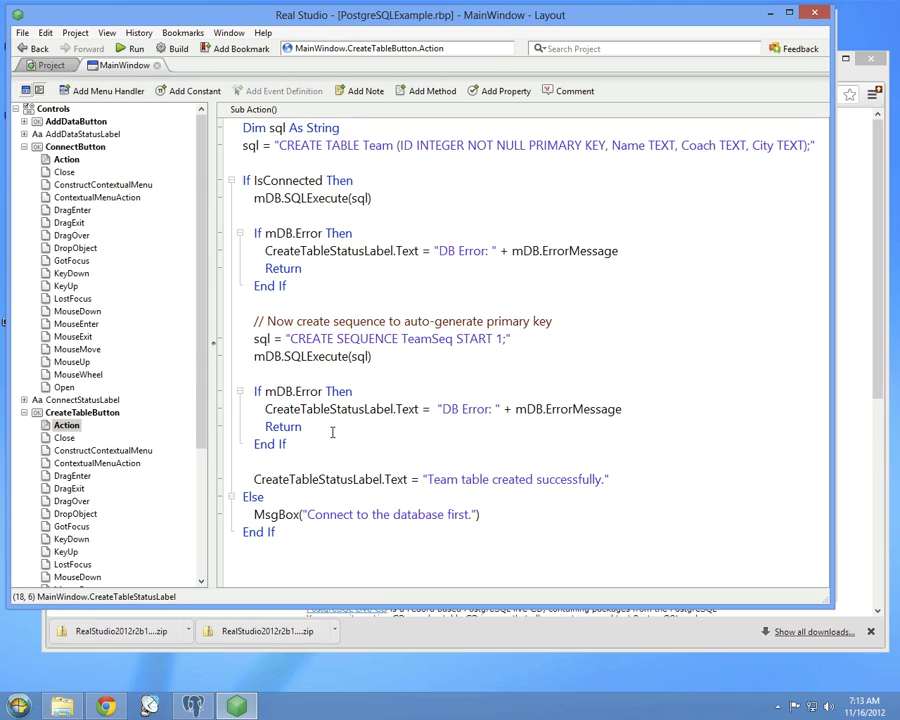 Real Studio - [PostgreSQLExample.rbp] - MainWindow - Layout
File Edit Project View History Bookmarks Window Help
Back Forward Run Build Add Bookmark MainWindow.CreateTableButton.Action Search Project Feedback
Project MainWindow
Add Menu Handler Add Constant Add Event Definition Add Note Add Method Add Property Comment
Controls
AddDataButton
Aa AddDataStatusLabel
ConnectButton
Action
Close
ConstructContextualMenu
ContextualMenuAction
DragEnter
DragExit
DragOver
DropObject
GotFocus
KeyDown
KeyUp
LostFocus
MouseDown
MouseEnter
MouseExit
MouseMove
MouseUp
MouseWheel
Open
Aa ConnectStatusLabel
CreateTableButton
Action
Close
ConstructContextualMenu
ContextualMenuAction
DragEnter
DragExit
DragOver
DropObject
GotFocus
KeyDown
KeyUp
LostFocus
MouseDown
Sub Action()
Dim sql As String
sql = "CREATE TABLE Team (ID INTEGER NOT NULL PRIMARY KEY, Name TEXT, Coach TEXT, City TEXT);"
If IsConnected Then
mDB.SQLExecute(sql)
If mDB.Error Then
CreateTableStatusLabel.Text = "DB Error: " + mDB.ErrorMessage
Return
End If
// Now create sequence to auto-generate primary key
sql = "CREATE SEQUENCE TeamSeq START 1;"
mDB.SQLExecute(sql)
If mDB.Error Then
CreateTableStatusLabel.Text =  "DB Error: " + mDB.ErrorMessage
Return
End If
CreateTableStatusLabel.Text = "Team table created successfully."
Else
MsgBox("Connect to the database first.")
End If
(18, 6) MainWindow.CreateTableStatusLabel
RealStudio2012r2b1....zip RealStudio2012r2b1....zip Show all downloads...
7:13 AM
11/16/2012